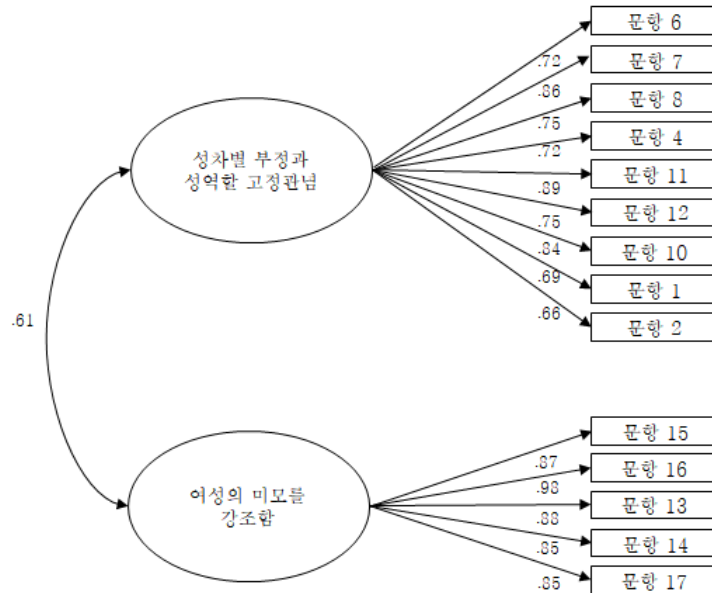 문항 6
문항 7
문항 8
문항 4
문항 11
문항 12
문항 10
문항 1
문항 2
.72
.86
.75
.72
.89
.75
.84
.69
.66
성차별 부정과
성역할 고정관념
.61
여성의 미모를
강조함
문항 15
문항 16
문항 13
문항 14
문항 17
.87
.98
.88
.85
.85